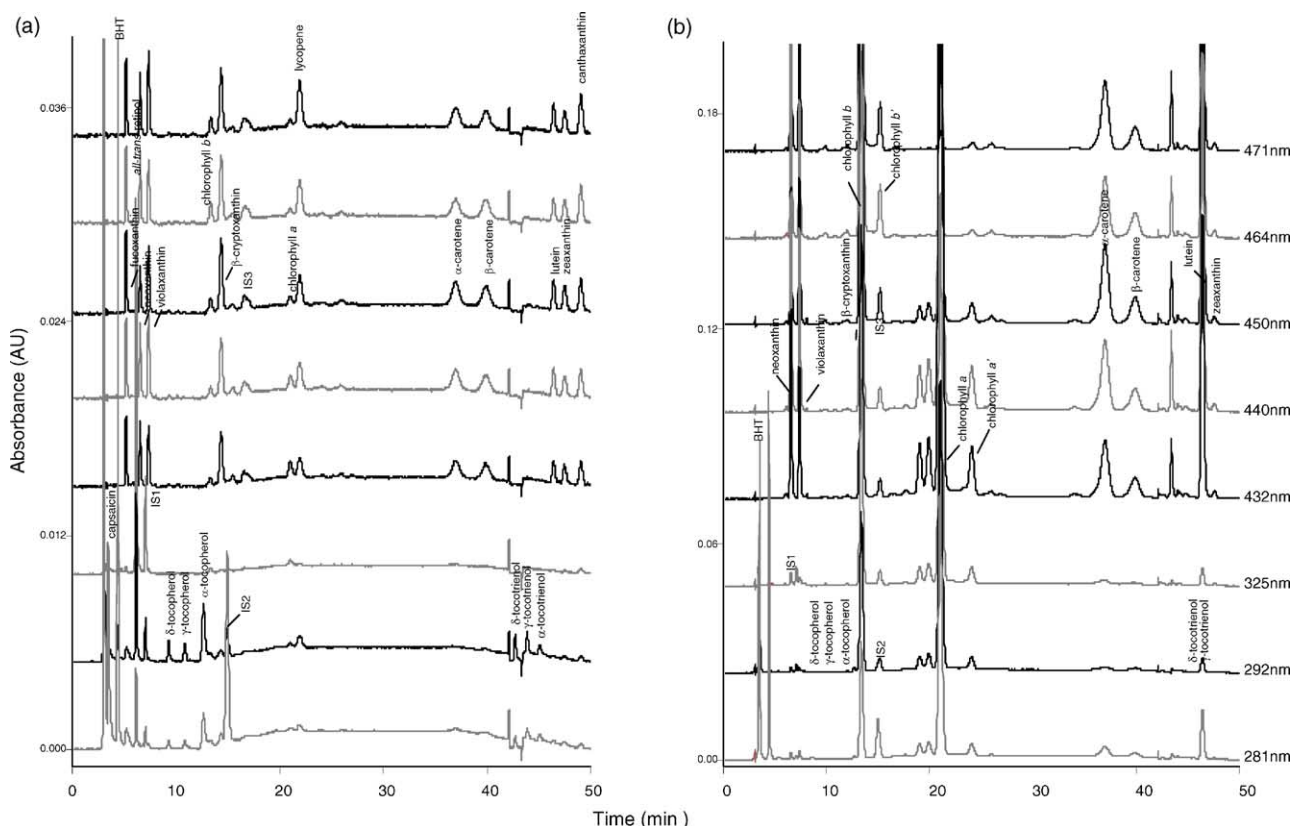 (a)
BHT
lycopene
canthaxanthin
0.036
all-trans-retinol
chlorophyll b
fucoxanthin
neoxanthin
violaxanthin
β-cryptoxanthin
IS3
chlorophyll a
α-carotene
β-carotene
lutein
zeaxanthin
0.024
Absorbance (AU)
IS1
capsaicin
0.012
δ-tocopherol
γ-tocopherol
α-tocopherol
IS2
δ-tocotrienol
γ-tocotrienol
α-tocotrienol
0.000
0 10 20 30 40 50
(b)
0.18
chlorophyll b
chlorophyll b'
471nm
464nm
β-cryptoxanthin
IS3
α-carotene
β-carotene
lutein
zeaxanthin
450nm
0.12
neoxanthin
violaxanthin
440nm
BHT
chlorophyll a
chlorophyll a'
432nm
0.06
IS1
325nm
δ-tocopherol
γ-tocopherol
α-tocopherol
IS2
δ-tocotrienol
γ-tocotrienol
292nm
0.00
281nm
0 10 20 30 40 50
Time (min.)